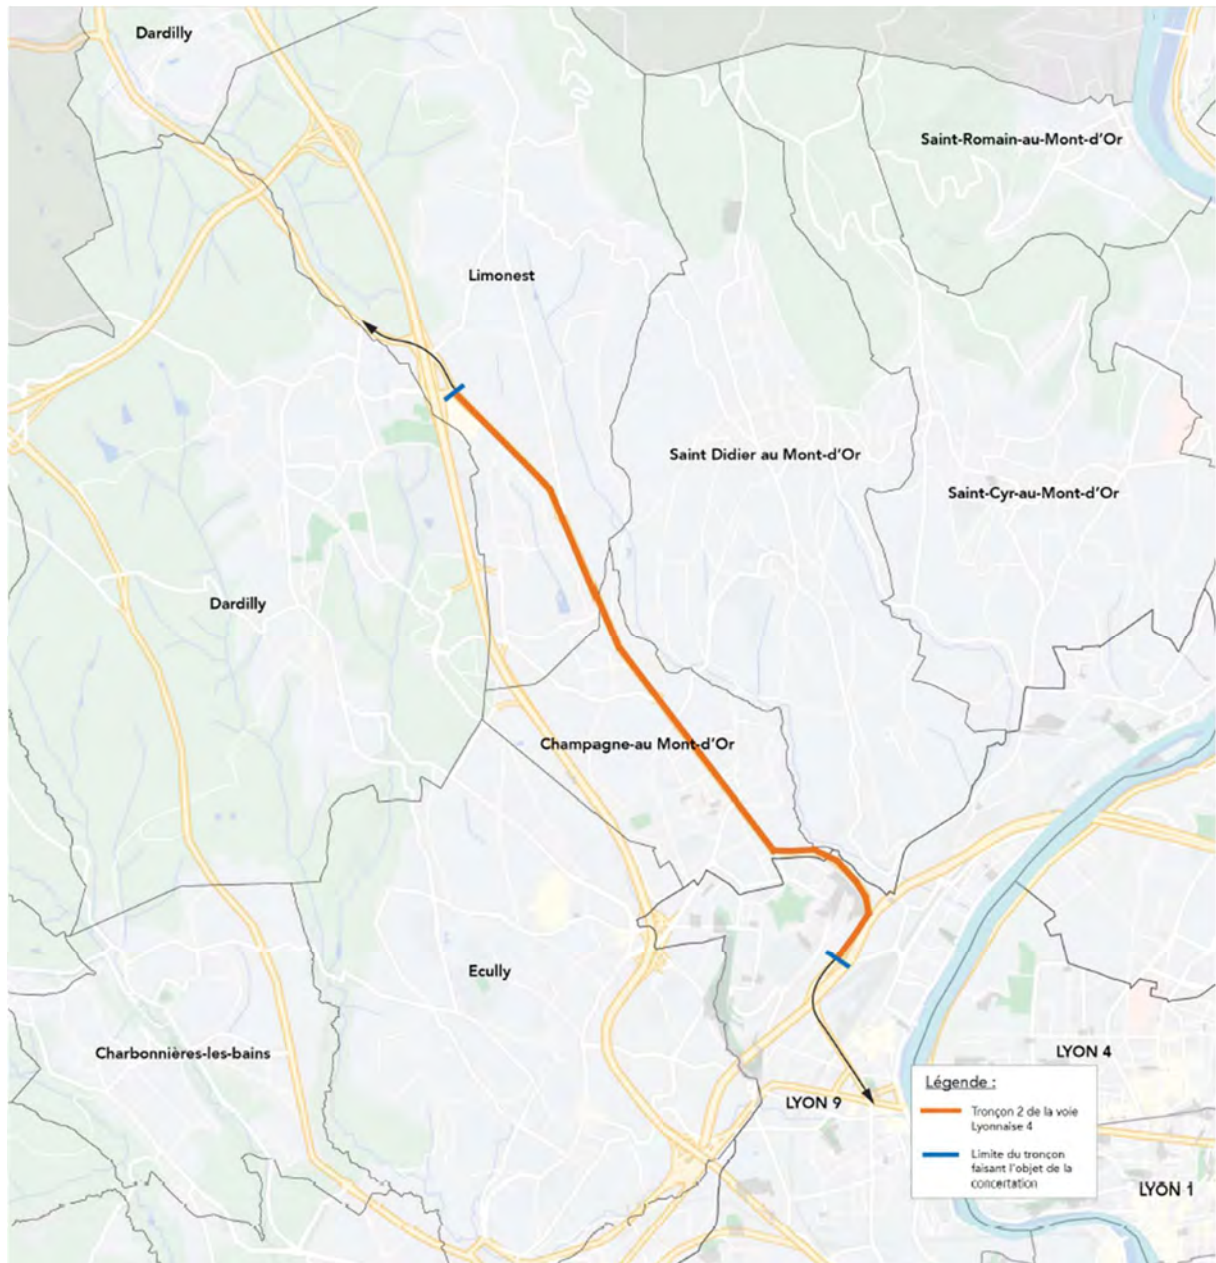 Dardilly
Saint-Romain-au-Mont-d'Or
Limonest
Saint Didier au Mont-d'Or
Saint-Cyr-au-Mont-d'Or
Dardilly
Champagne-au Mont-d'Or
Ecully
Charbonnières-les-bains
LYON 4
LYON 9
Légende :
Tronçon 2 de la voie
Lyonnaise 4
Limite du tronçon
faisant l'objet de la
concertation
LYON 1